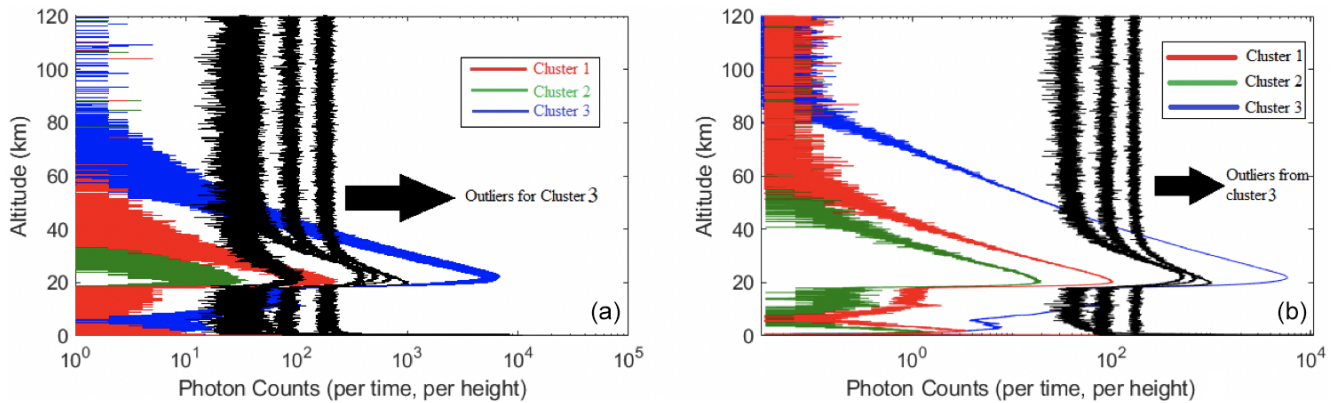 120
100
80
60
40
20
0
Altitude (km)
10^0
10^1
10^2
10^3
10^4
10^5
Photon Counts (per time, per height)
Cluster 1
Cluster 2
Cluster 3
Outliers for Cluster 3
(a)
120
100
80
60
40
20
0
Altitude (km)
10^0
10^2
10^4
Photon Counts (per time, per height)
Cluster 1
Cluster 2
Cluster 3
Outliers from
cluster 3
(b)